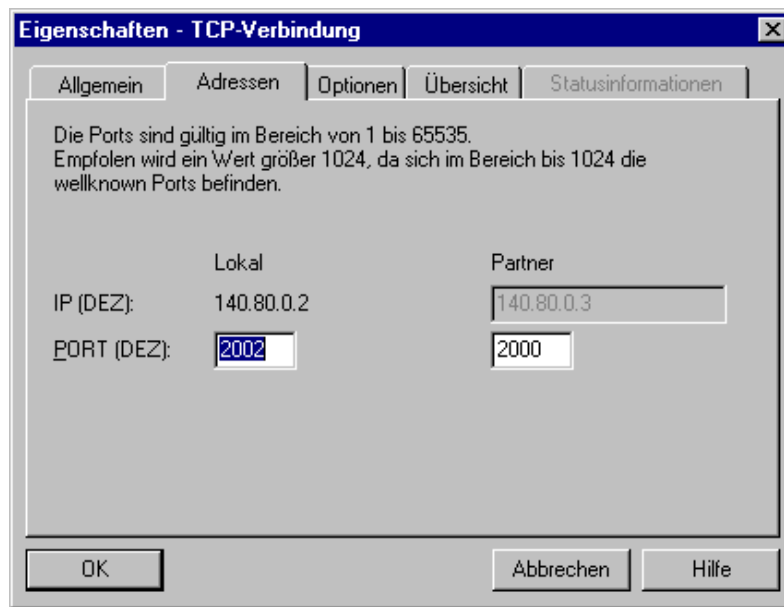 Eigenschaften - TCP-Verbindung
Allgemein Adressen Optionen Übersicht Statusinformationen
Die Ports sind gültig im Bereich von 1 bis 65535.
Empfolen wird ein Wert größer 1024, da sich im Bereich bis 1024 die
wellknown Ports befinden.
Lokal Partner
IP (DEZ): 140.80.0.2 140.80.0.3
PORT (DEZ): 2002 2000
OK Abbrechen Hilfe